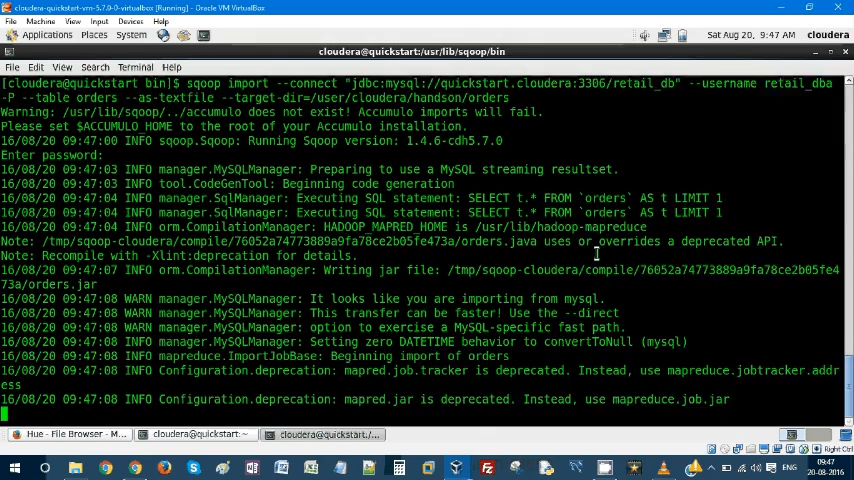 cloudera-quickstart-vm-5.7.0-0-virtualbox [Running] - Oracle VM VirtualBox
File Machine View Input Devices Help
Applications Places System Sat Aug 20, 9:47 AM cloudera
cloudera@quickstart:/usr/lib/sqoop/bin
File Edit View Search Terminal Help
[cloudera@quickstart bin]$ sqoop import --connect "jdbc:mysql://quickstart.cloudera:3306/retail_db" --username retail_dba
-P --table orders --as-textfile --target-dir=/user/cloudera/handson/orders
Warning: /usr/lib/sqoop/../accumulo does not exist! Accumulo imports will fail.
Please set $ACCUMULO_HOME to the root of your Accumulo installation.
16/08/20 09:47:00 INFO sqoop.Sqoop: Running Sqoop version: 1.4.6-cdh5.7.0
Enter password:
16/08/20 09:47:03 INFO manager.MySQLManager: Preparing to use a MySQL streaming resultset.
16/08/20 09:47:03 INFO tool.CodeGenTool: Beginning code generation
16/08/20 09:47:04 INFO manager.SqlManager: Executing SQL statement: SELECT t.* FROM `orders` AS t LIMIT 1
16/08/20 09:47:04 INFO manager.SqlManager: Executing SQL statement: SELECT t.* FROM `orders` AS t LIMIT 1
16/08/20 09:47:04 INFO orm.CompilationManager: HADOOP_MAPRED_HOME is /usr/lib/hadoop-mapreduce
Note: /tmp/sqoop-cloudera/compile/76052a74773889a9fa78ce2b05fe473a/orders.java uses or overrides a deprecated API.
Note: Recompile with -Xlint:deprecation for details.
16/08/20 09:47:07 INFO orm.CompilationManager: Writing jar file: /tmp/sqoop-cloudera/compile/76052a74773889a9fa78ce2b05fe4
73a/orders.jar
16/08/20 09:47:08 WARN manager.MySQLManager: It looks like you are importing from mysql.
16/08/20 09:47:08 WARN manager.MySQLManager: This transfer can be faster! Use the --direct
16/08/20 09:47:08 WARN manager.MySQLManager: option to exercise a MySQL-specific fast path.
16/08/20 09:47:08 INFO manager.MySQLManager: Setting zero DATETIME behavior to convertToNull (mysql)
16/08/20 09:47:08 INFO mapreduce.ImportJobBase: Beginning import of orders
16/08/20 09:47:08 INFO Configuration.deprecation: mapred.job.tracker is deprecated. Instead, use mapreduce.jobtracker.addr
ess
16/08/20 09:47:08 INFO Configuration.deprecation: mapred.jar is deprecated. Instead, use mapreduce.job.jar
Hue - File Browser - M... cloudera@quickstart:~ cloudera@quickstart:/...
Right Ctrl
ENG 09:47
20-08-2016